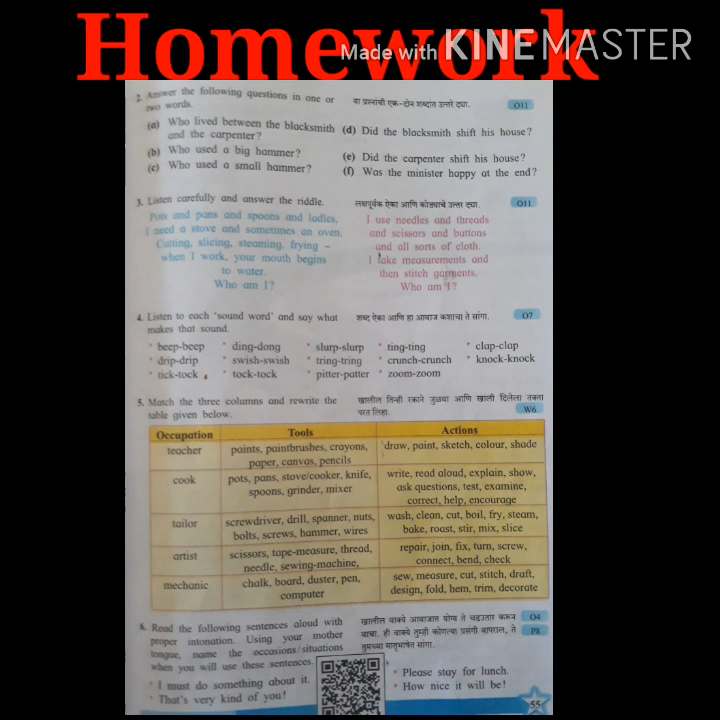 Homework
Made with KINEMASTER
2. Answer the following questions in one or two words.
या प्रश्नांची एक-दोन शब्दांत उत्तरे द्या.
O11
(a) Who lived between the blacksmith and the carpenter?
(b) Who used a big hammer?
(c) Who used a small hammer?
(d) Did the blacksmith shift his house?
(e) Did the carpenter shift his house?
(f) Was the minister happy at the end?
3. Listen carefully and answer the riddle.
लक्षपूर्वक ऐका आणि कोड्याचे उत्तर द्या.
O11
Pots and pans and spoons and ladles,
I need a stove and sometimes an oven.
Cutting, slicing, steaming, frying –
when I work, your mouth begins
to water.
Who am I?
I use needles and threads
and scissors and buttons
and all sorts of cloth.
I take measurements and
then stitch garments.
Who am I?
4. Listen to each 'sound word' and say what makes that sound.
शब्द ऐका आणि हा आवाज कशाचा ते सांगा.
O7
* beep-beep * ding-dong * slurp-slurp * ting-ting * clap-clap
* drip-drip * swish-swish * tring-tring * crunch-crunch * knock-knock
* tick-tock * tock-tock * pitter-patter * zoom-zoom
5. Match the three columns and rewrite the table given below.
खालील तिन्ही रकाने जुळवा आणि खाली दिलेला तक्ता परत लिहा.
W6
Occupation Tools Actions
teacher paints, paintbrushes, crayons, paper, canvas, pencils draw, paint, sketch, colour, shade
cook pots, pans, stove/cooker, knife, spoons, grinder, mixer write, read aloud, explain, show, ask questions, test, examine, correct, help, encourage
tailor screwdriver, drill, spanner, nuts, bolts, screws, hammer, wires wash, clean, cut, boil, fry, steam, bake, roast, stir, mix, slice
artist scissors, tape-measure, thread, needle, sewing-machine, repair, join, fix, turn, screw, connect, bend, check
mechanic chalk, board, duster, pen, computer sew, measure, cut, stitch, draft, design, fold, hem, trim, decorate
6. Read the following sentences aloud with proper intonation. Using your mother tongue, name the occasions/situations when you will use these sentences.
खालील वाक्ये आवाजात योग्य ते चढउतार करून वाचा. ही वाक्ये तुम्ही कोणत्या प्रसंगी वापराल, ते तुमच्या मातृभाषेत सांगा.
O4
PR
* I must do something about it.
* That's very kind of you!
* Please stay for lunch.
* How nice it will be!
55